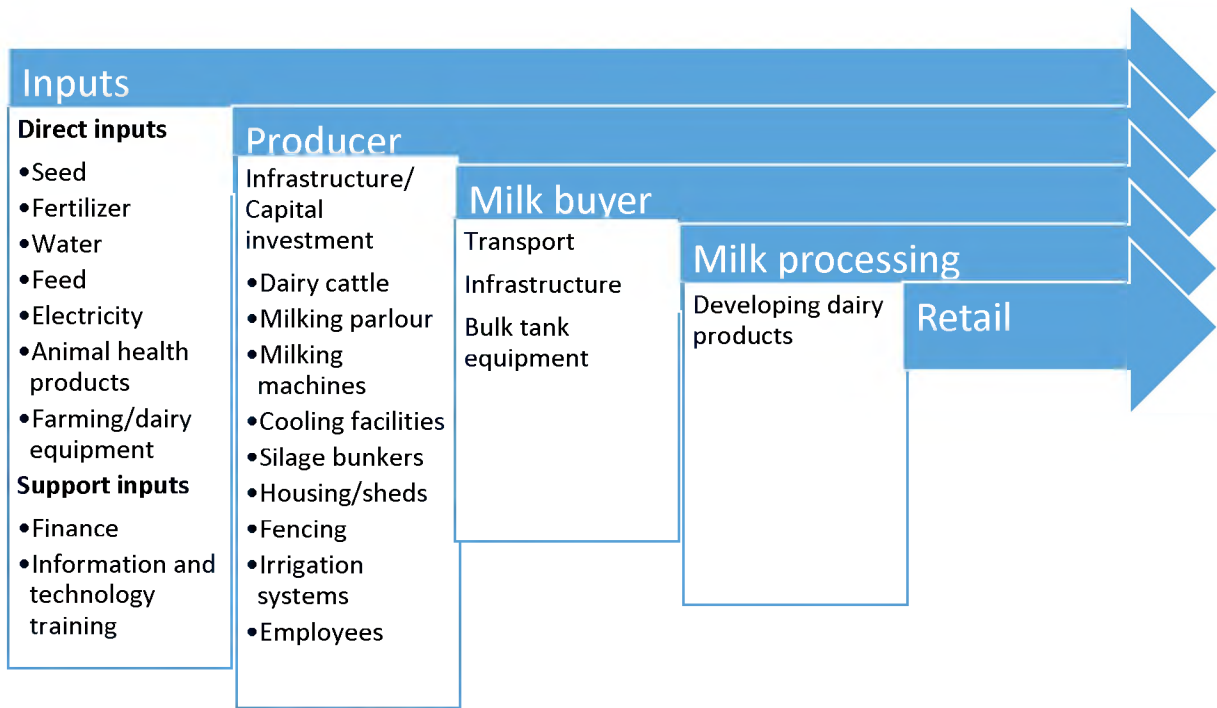 Inputs
Direct inputs
•Seed
•Fertilizer
•Water
•Feed
•Electricity
•Animal health
products
•Farming/dairy
equipment
Support inputs
•Finance
•Information and
technology
training
Producer
Infrastructure/
Capital
investment
•Dairy cattle
•Milking parlour
•Milking
machines
•Cooling facilities
•Silage bunkers
•Housing/sheds
•Fencing
•Irrigation
systems
•Employees
Milk buyer
Transport
Infrastructure
Bulk tank
equipment
Milk processing
Developing dairy
products
Retail